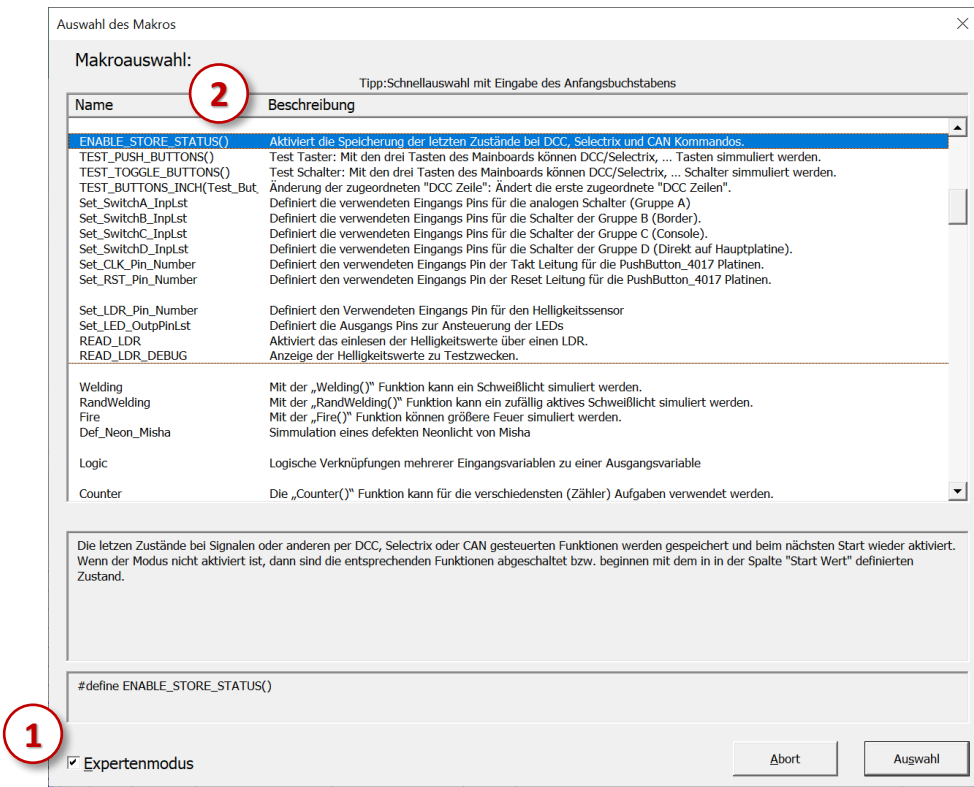 Auswahl des Makros
Makroauswahl:
2
Tipp:Schnellauswahl mit Eingabe des Anfangsbuchstabens
Name Beschreibung
ENABLE_STORE_STATUS() Aktiviert die Speicherung der letzten Zustände bei DCC, Selectrix und CAN Kommandos.
TEST_PUSH_BUTTONS() Test Taster: Mit den drei Tasten des Mainboards können DCC/Selectrix, ... Tasten simmuliert werden.
TEST_TOGGLE_BUTTONS() Test Schalter: Mit den drei Tasten des Mainboards können DCC/Selectrix, ... Schalter simmuliert werden.
TEST_BUTTONS_INCH(Test_But_ Änderung der zugeordneten "DCC Zeile": Ändert die erste zugeordnete "DCC Zeilen".
Set_SwitchA_InpLst Definiert die verwendeten Eingangs Pins für die analogen Schalter (Gruppe A)
Set_SwitchB_InpLst Definiert die verwendeten Eingangs Pins für die Schalter der Gruppe B (Border).
Set_SwitchC_InpLst Definiert die verwendeten Eingangs Pins für die Schalter der Gruppe C (Console).
Set_SwitchD_InpLst Definiert die verwendeten Eingangs Pins für die Schalter der Gruppe D (Direkt auf Hauptplatine).
Set_CLK_Pin_Number Definiert den verwendeten Eingangs Pin der Takt Leitung für die PushButton_4017 Platinen.
Set_RST_Pin_Number Definiert den verwendeten Eingangs Pin der Reset Leitung für die PushButton_4017 Platinen.
Set_LDR_Pin_Number Definiert den Verwendeten Eingangs Pin für den Helligkeitssensor
Set_LED_OutpPinLst Definiert die Ausgangs Pins zur Ansteuerung der LEDs
READ_LDR Aktiviert das einlesen der Helligkeitswerte über einen LDR.
READ_LDR_DEBUG Anzeige der Helligkeitswerte zu Testzwecken.
Welding Mit der „Welding()“ Funktion kann ein Schweißlicht simuliert werden.
RandWelding Mit der „RandWelding()“ Funktion kann ein zufällig aktives Schweißlicht simuliert werden.
Fire Mit der „Fire()“ Funktion können größere Feuer simuliert werden.
Def_Neon_Misha Simmulation eines defekten Neonlicht von Misha
Logic Logische Verknüpfungen mehrerer Eingangsvariablen zu einer Ausgangsvariable
Counter Die „Counter()“ Funktion kann für die verschiedensten (Zähler) Aufgaben verwendet werden.
Die letzen Zustände bei Signalen oder anderen per DCC, Selectrix oder CAN gesteuerten Funktionen werden gespeichert und beim nächsten Start wieder aktiviert.
Wenn der Modus nicht aktiviert ist, dann sind die entsprechenden Funktionen abgeschaltet bzw. beginnen mit dem in in der Spalte "Start Wert" definierten
Zustand.
#define ENABLE_STORE_STATUS()
1
Expertenmodus
Abort Auswahl